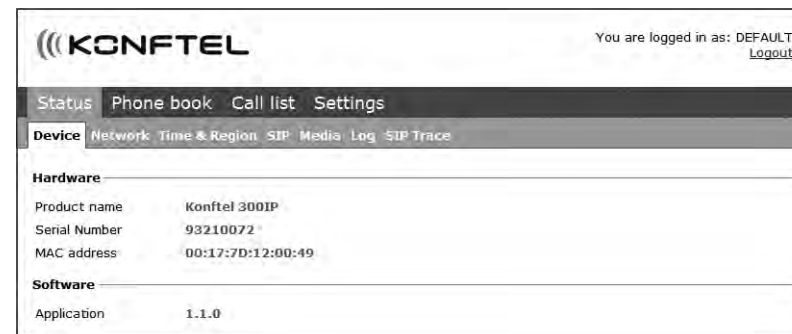 KONFTEL
You are logged in as: DEFAULT
Logout
Status Phone book Call list Settings
Device Network Time & Region SIP Media Log SIP Trace
Hardware
Product name Konftel 300IP
Serial Number 93210072
MAC address 00:17:7D:12:00:49
Software
Application 1.1.0